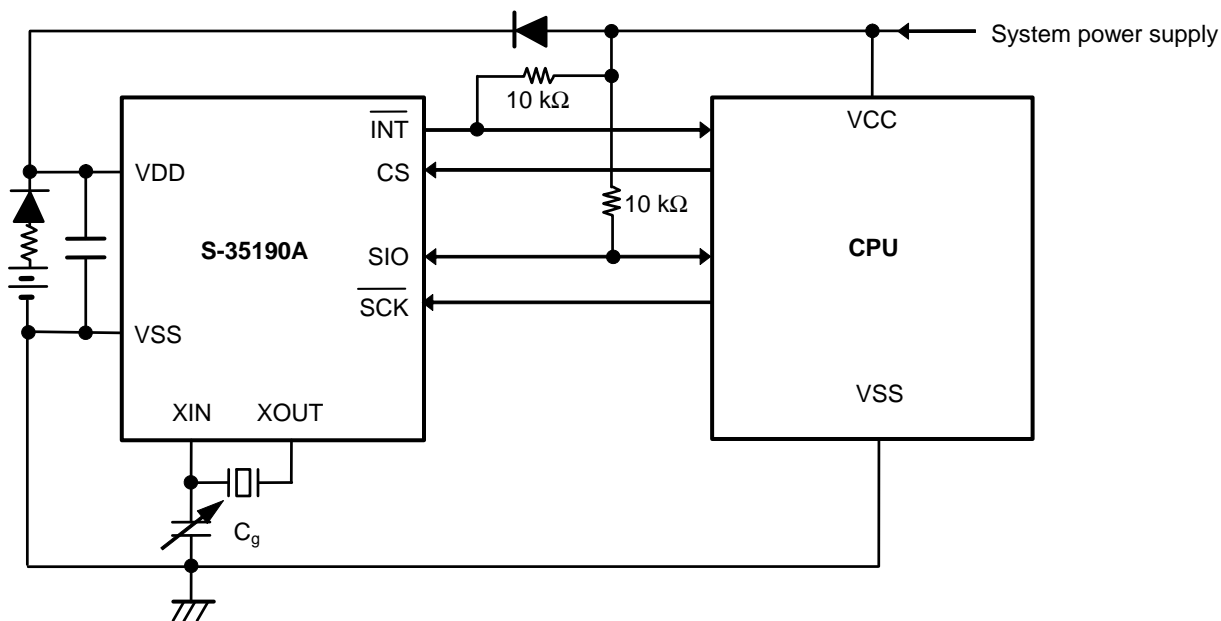 System power supply
10 kΩ
INT
VCC
VDD
CS
10 kΩ
S-35190A
SIO
CPU
SCK
VSS
VSS
XIN XOUT
Cg